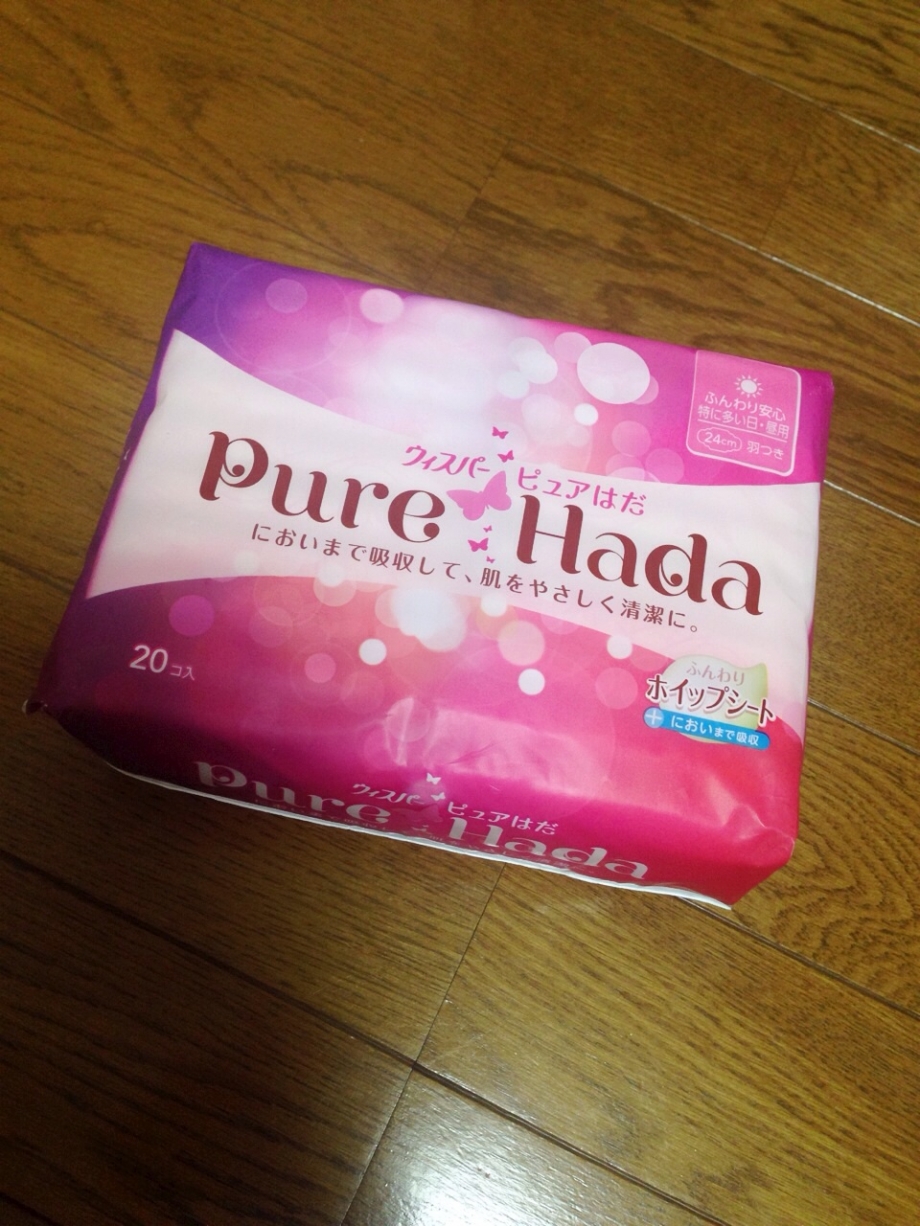 ふんわり安心
特に多い日・昼用
24cm 羽つき
ウィスパー ピュアはだ
Pure Hada
においまで吸収して、肌をやさしく清潔に。
20コ入
ふんわり
ホイップシート
+ においまで吸収
ウィスパー ピュアはだ
Pure Hada